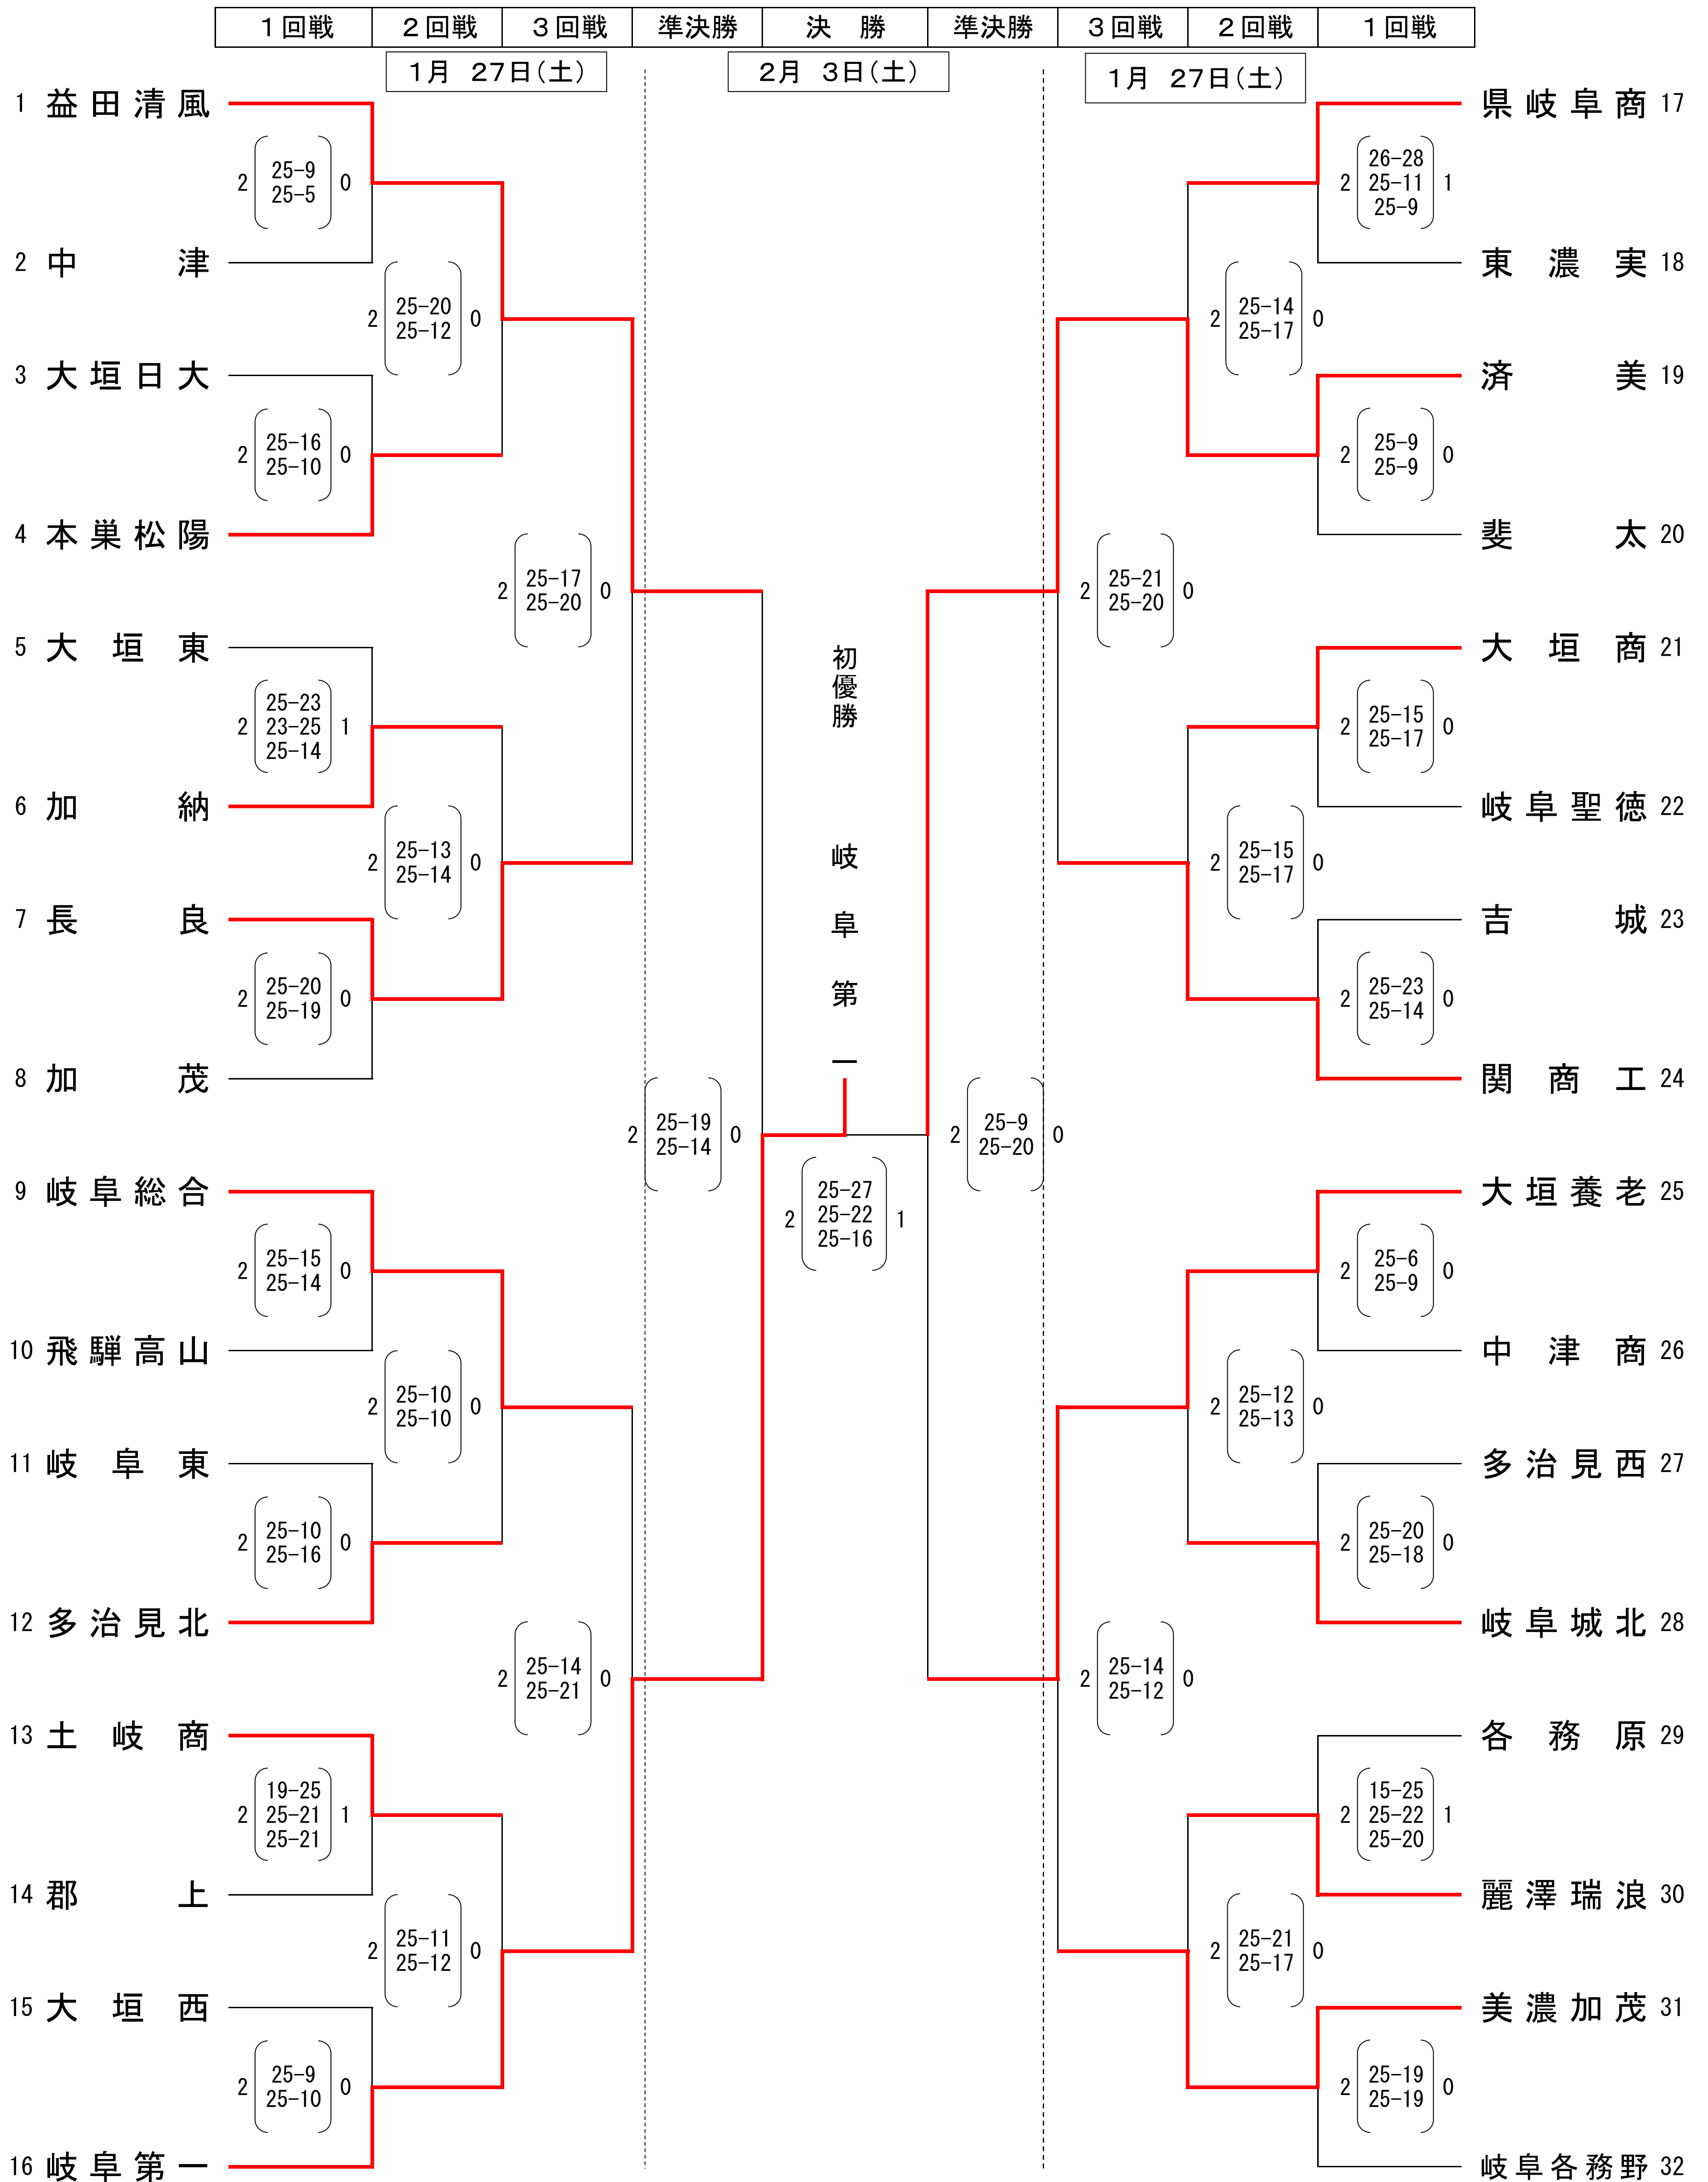 １回戦 ２回戦 ３回戦 準決勝 決　勝 準決勝 ３回戦 ２回戦 １回戦
１月　２７日（土） ２月　３日（土） １月　２７日（土）
1 益田清風
2 25-9 0
25-5
2 中津
2 25-20 0
25-12
3 大垣日大
2 25-16 0
25-10
4 本巣松陽
2 25-17 0
25-20
5 大垣東
25-23
2 23-25 1
25-14
6 加納
2 25-13 0
25-14
7 長良
2 25-20 0
25-19
8 加茂
2 25-19 0
25-14
9 岐阜総合
2 25-15 0
25-14
10 飛騨高山
2 25-10 0
25-10
11 岐阜東
2 25-10 0
25-16
12 多治見北
2 25-14 0
25-21
13 土岐商
19-25
2 25-21 1
25-21
14 郡上
2 25-11 0
25-12
15 大垣西
2 25-9 0
25-10
16 岐阜第一
初優勝
岐阜第一
25-27
2 25-22 1
25-16
県岐阜商 17
26-28
2 25-11 1
25-9
東濃実 18
2 25-14 0
25-17
済美 19
2 25-9 0
25-9
斐太 20
2 25-21 0
25-20
大垣商 21
2 25-15 0
25-17
岐阜聖徳 22
2 25-15 0
25-17
吉城 23
2 25-23 0
25-14
関商工 24
2 25-9 0
25-20
大垣養老 25
2 25-6 0
25-9
中津商 26
2 25-12 0
25-13
多治見西 27
2 25-20 0
25-18
岐阜城北 28
2 25-14 0
25-12
各務原 29
15-25
2 25-22 1
25-20
麗澤瑞浪 30
2 25-21 0
25-17
美濃加茂 31
2 25-19 0
25-19
岐阜各務野 32